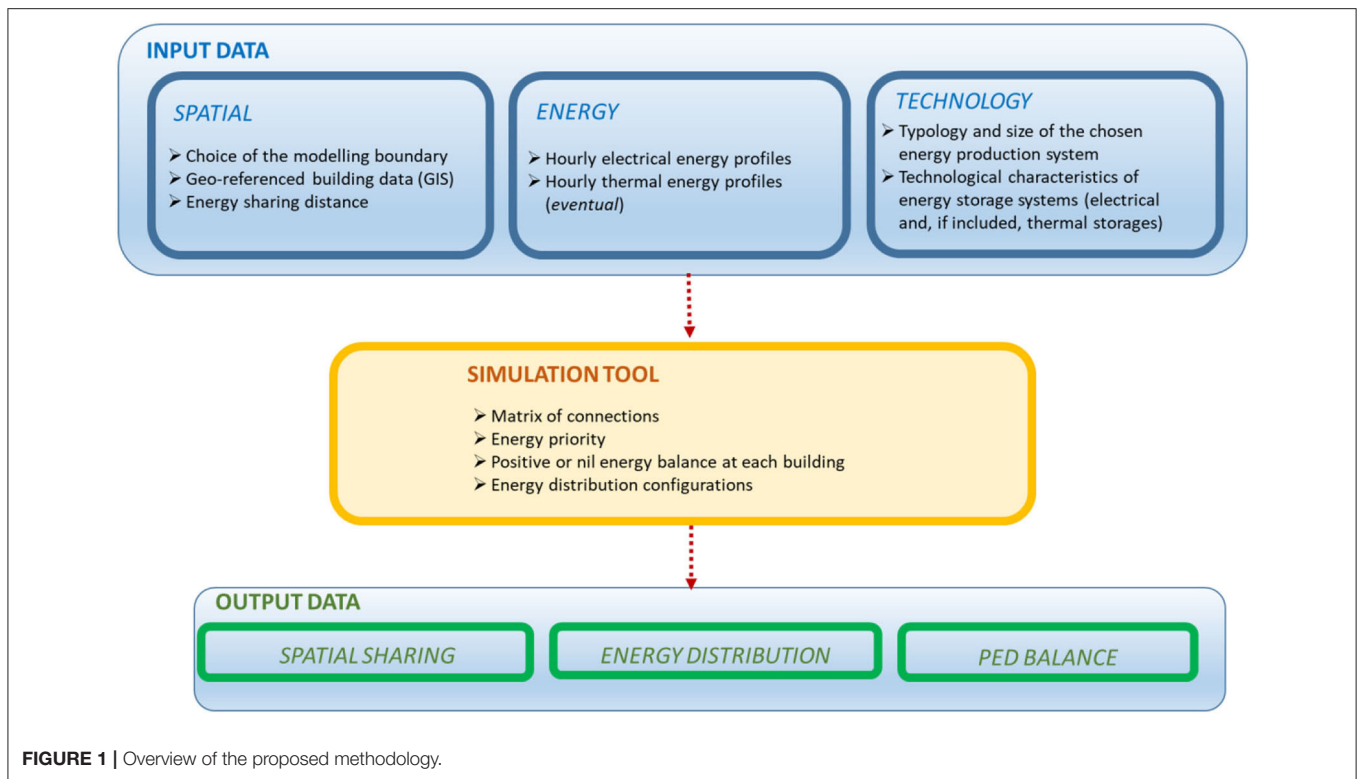 INPUT DATA
SPATIAL
➢ Choice of the modelling boundary
➢ Geo-referenced building data (GIS)
➢ Energy sharing distance
ENERGY
➢ Hourly electrical energy profiles
➢ Hourly thermal energy profiles
(eventual)
TECHNOLOGY
➢ Typology and size of the chosen
energy production system
➢ Technological characteristics of
energy storage systems (electrical
and, if included, thermal storages)
SIMULATION TOOL
➢ Matrix of connections
➢ Energy priority
➢ Positive or nil energy balance at each building
➢ Energy distribution configurations
OUTPUT DATA
SPATIAL SHARING
ENERGY DISTRIBUTION
PED BALANCE
FIGURE 1 | Overview of the proposed methodology.